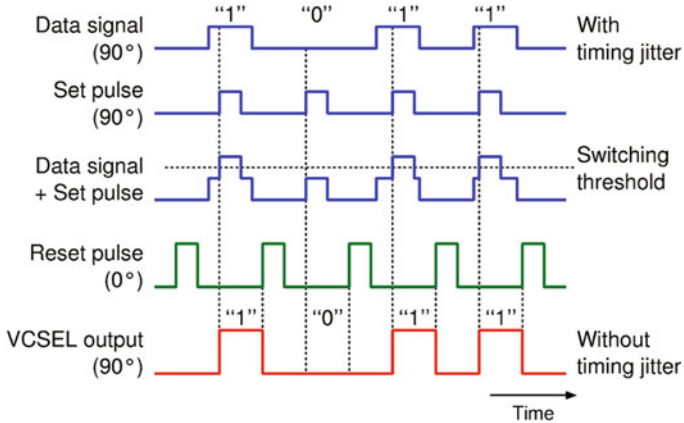 “1” “0” “1” “1”
Data signal
(90°)
With
timing jitter
Set pulse
(90°)
Data signal
+ Set pulse
Switching
threshold
Reset pulse
(0°)
“1” “0” “1” “1”
VCSEL output
(90°)
Without
timing jitter
Time